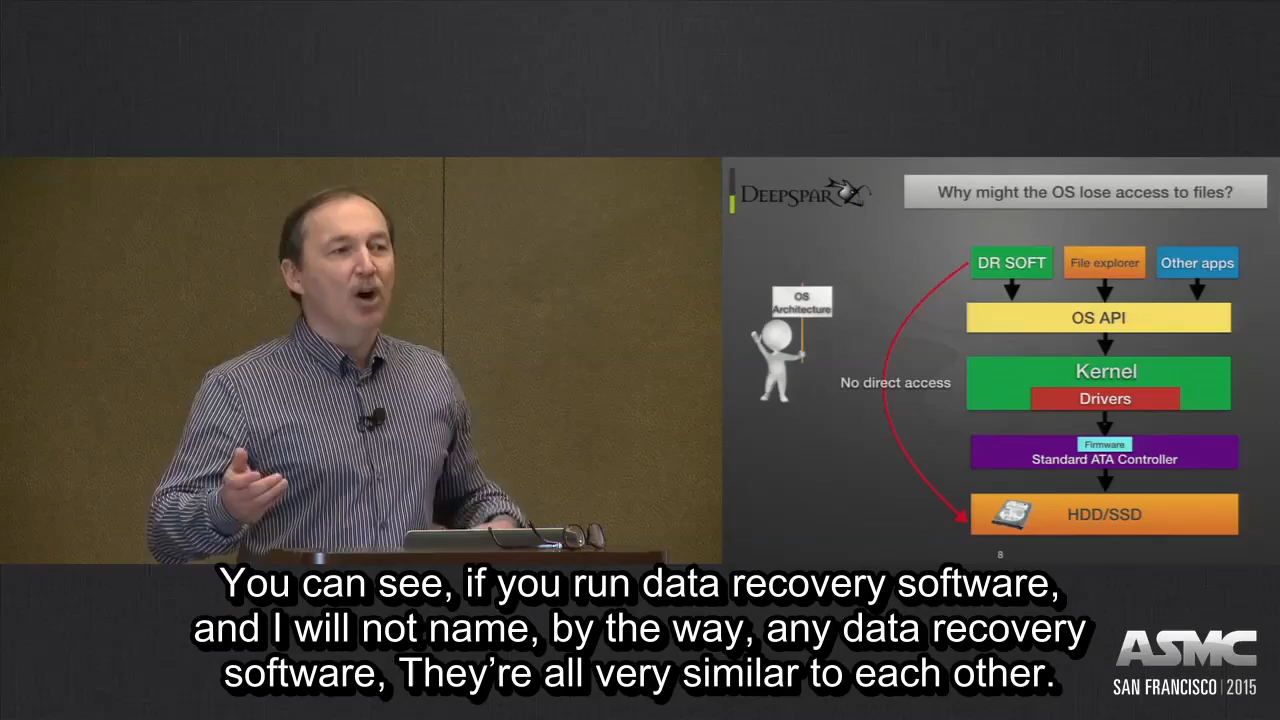 DEEPSPAR
Why might the OS lose access to files?
DR SOFT
File explorer
Other apps
OS
Architecture
OS API
Kernel
No direct access
Drivers
Firmware
Standard ATA Controller
HDD/SSD
8
You can see, if you run data recovery software,
and I will not name, by the way, any data recovery
software, They’re all very similar to each other.
ASMC
SAN FRANCISCO | 2015